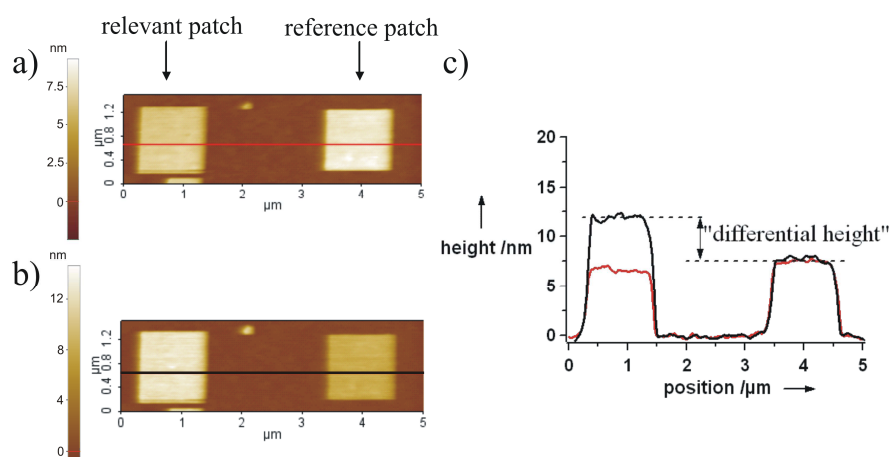 relevant patch
reference patch
a)
nm
7.5
5
2.5
0
µm
0 0.4 0.8 1.2
0 1 2 3 4 5
µm
b)
nm
12
8
4
0
µm
0 0.4 0.8 1.2
0 1 2 3 4 5
µm
c)
height /nm
20
15
10
5
0
"differential height"
0 1 2 3 4 5
position /µm